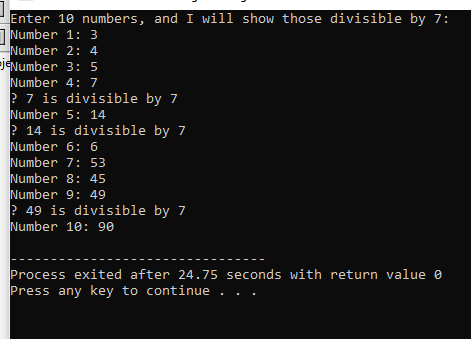 Enter 10 numbers, and I will show those divisible by 7:
Number 1: 3
Number 2: 4
Number 3: 5
Number 4: 7
? 7 is divisible by 7
Number 5: 14
? 14 is divisible by 7
Number 6: 6
Number 7: 53
Number 8: 45
Number 9: 49
? 49 is divisible by 7
Number 10: 90
--------------------------------
Process exited after 24.75 seconds with return value 0
Press any key to continue . . .